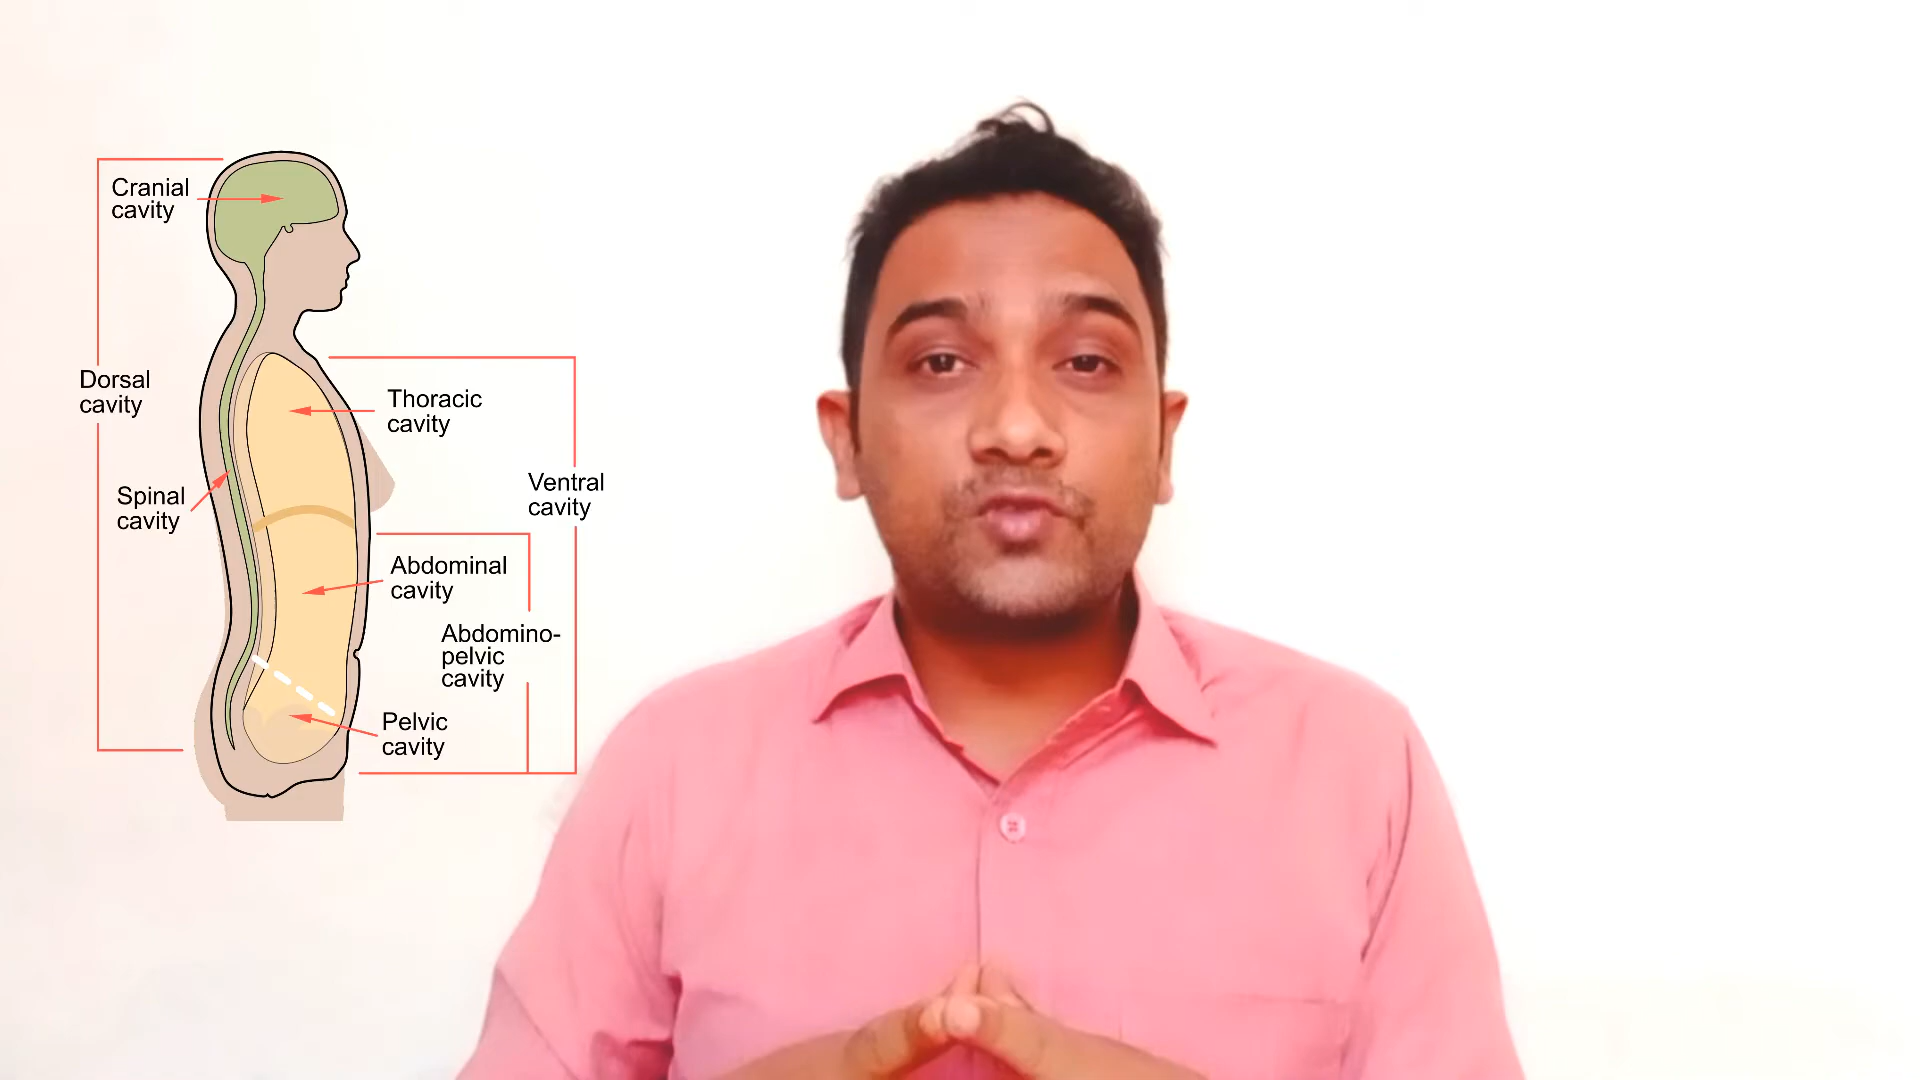 Cranial
cavity
Dorsal
cavity
Thoracic
cavity
Spinal
cavity
Ventral
cavity
Abdominal
cavity
Abdomino-
pelvic
cavity
Pelvic
cavity